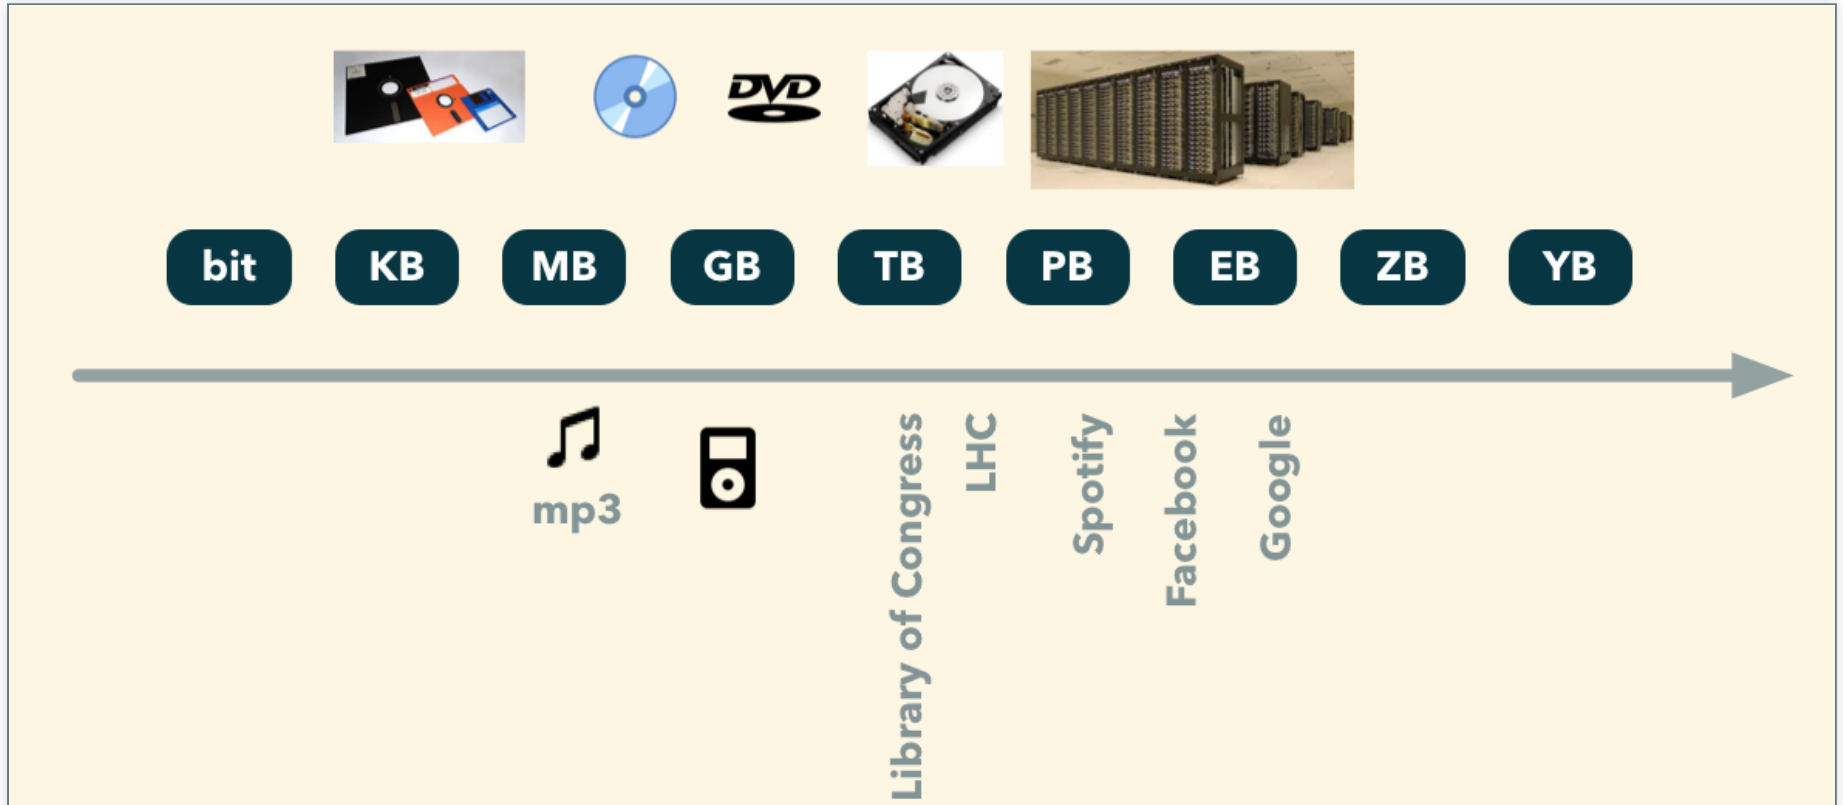 DVD
bit
KB
MB
GB
TB
PB
EB
ZB
YB
mp3
Library of Congress
LHC
Spotify
Facebook
Google